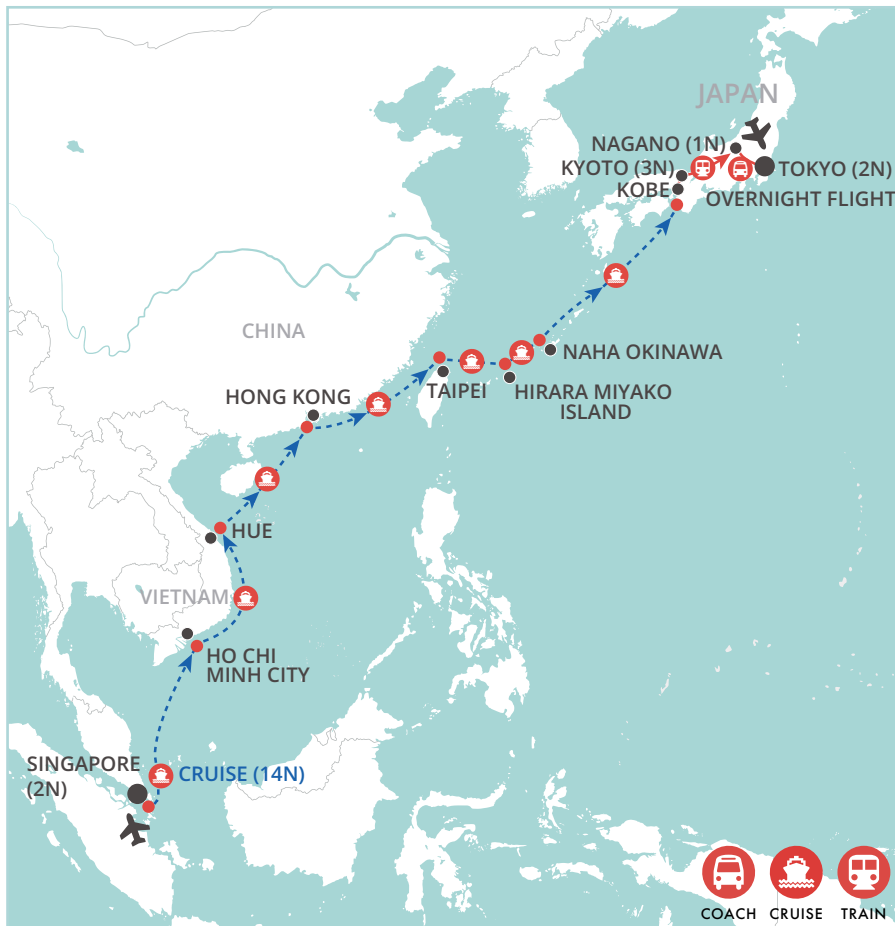 JAPAN
NAGANO (1N)
KYOTO (3N)
TOKYO (2N)
KOBE
OVERNIGHT FLIGHT
CHINA
NAHA OKINAWA
TAIPEI
HIRARA MIYAKO
ISLAND
HONG KONG
HUE
VIETNAM
HO CHI
MINH CITY
SINGAPORE
(2N)
CRUISE (14N)
COACH CRUISE TRAIN